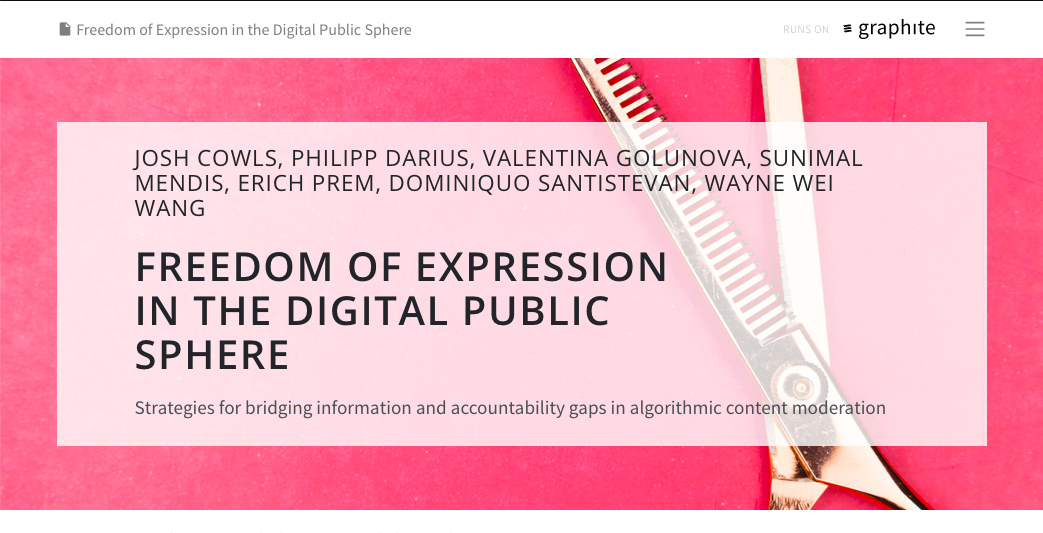 Freedom of Expression in the Digital Public Sphere
RUNS ON graphite
JOSH COWLS, PHILIPP DARIUS, VALENTINA GOLUNOVA, SUNIMAL
MENDIS, ERICH PREM, DOMINIQUO SANTISTEVAN, WAYNE WEI
WANG
FREEDOM OF EXPRESSION
IN THE DIGITAL PUBLIC
SPHERE
Strategies for bridging information and accountability gaps in algorithmic content moderation